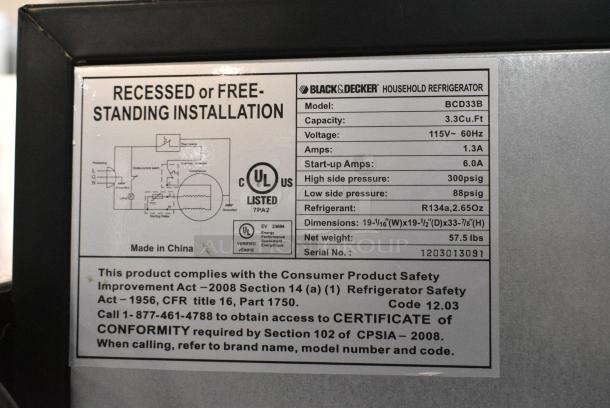 RECESSED or FREE-
STANDING INSTALLATION
L
G
N
C UL US
LISTED
7PA2
UL
VERIFIED
EV 23694
Energy
Performance
Made in China
BLACK&DECKER HOUSEHOLD REFRIGERATOR
Model: BCD33B
Capacity: 3.3Cu.Ft
Voltage: 115V~ 60Hz
Amps: 1.3A
Start-up Amps: 6.0A
High side pressure: 300psig
Low side pressure: 88psig
Refrigerant: R134a,2.65Oz
Dimensions: 19-1/16"(W)x19-1/2"(D)x33-7/8"(H)
Net weight: 57.5 lbs
Serial No.: 1203013091
This product complies with the Consumer Product Safety
Improvement Act –2008 Section 14 (a) (1) Refrigerator Safety
Act –1956, CFR title 16, Part 1750. Code 12.03
Call 1-877-461-4788 to obtain access to CERTIFICATE of
CONFORMITY required by Section 102 of CPSIA–2008.
When calling, refer to brand name, model number and code.